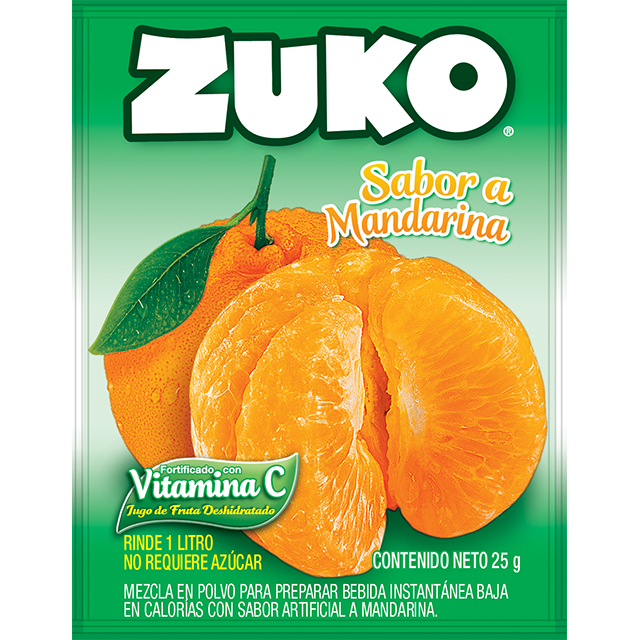 ZUKO®
Sabor a
Mandarina
Fortificado con
Vitamina C
Jugo de Fruta Deshidratado
RINDE 1 LITRO
NO REQUIERE AZÚCAR
CONTENIDO NETO 25 g
MEZCLA EN POLVO PARA PREPARAR BEBIDA INSTANTÁNEA BAJA
EN CALORÍAS CON SABOR ARTIFICIAL A MANDARINA.